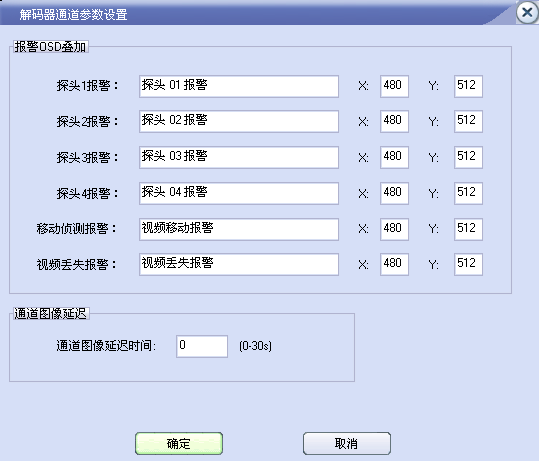 解码器通道参数设置
报警OSD叠加
探头1报警： 探头 01 报警 X: 480 Y: 512
探头2报警： 探头 02 报警 X: 480 Y: 512
探头3报警： 探头 03 报警 X: 480 Y: 512
探头4报警： 探头 04 报警 X: 480 Y: 512
移动侦测报警： 视频移动报警 X: 480 Y: 512
视频丢失报警： 视频丢失报警 X: 480 Y: 512
通道图像延迟
通道图像延迟时间: 0 (0-30s)
确定 取消